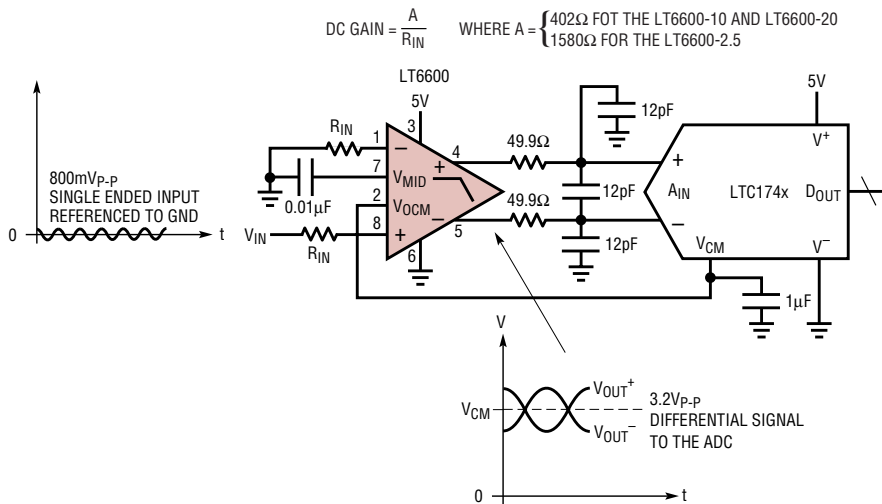 DC GAIN = A / RIN WHERE A = { 402Ω FOT THE LT6600-10 AND LT6600-20
1580Ω FOR THE LT6600-2.5
LT6600
5V
3
RIN
1
−
7
VMID
0.01µF
2
VOCM
8
+
VIN
RIN
6
+
4
−
5
49.9Ω
49.9Ω
12pF
12pF
12pF
5V
V+
+
AIN
−
LTC174x
DOUT
VCM
V−
1µF
800mVP-P
SINGLE ENDED INPUT
REFERENCED TO GND
0
t
V
VOUT+
VCM
VOUT−
3.2VP-P
DIFFERENTIAL SIGNAL
TO THE ADC
0
t